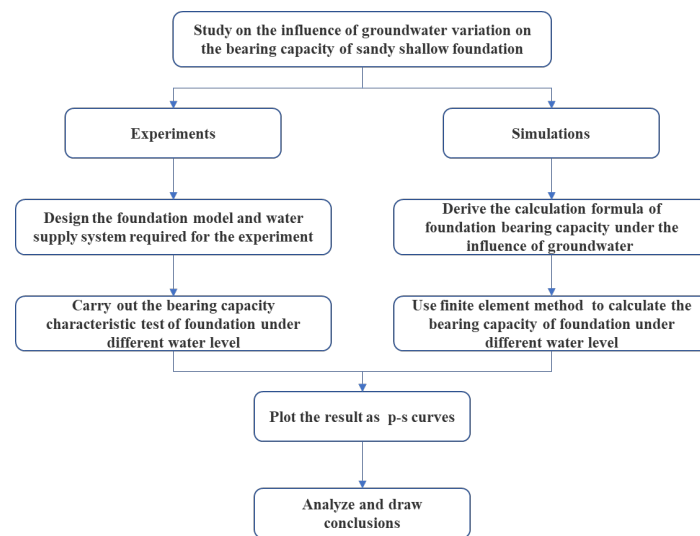 Study on the influence of groundwater variation on
the bearing capacity of sandy shallow foundation
Experiments
Simulations
Design the foundation model and water
supply system required for the experiment
Derive the calculation formula of
foundation bearing capacity under the
influence of groundwater
Carry out the bearing capacity
characteristic test of foundation under
different water level
Use finite element method to calculate the
bearing capacity of foundation under
different water level
Plot the result as p-s curves
Analyze and draw
conclusions